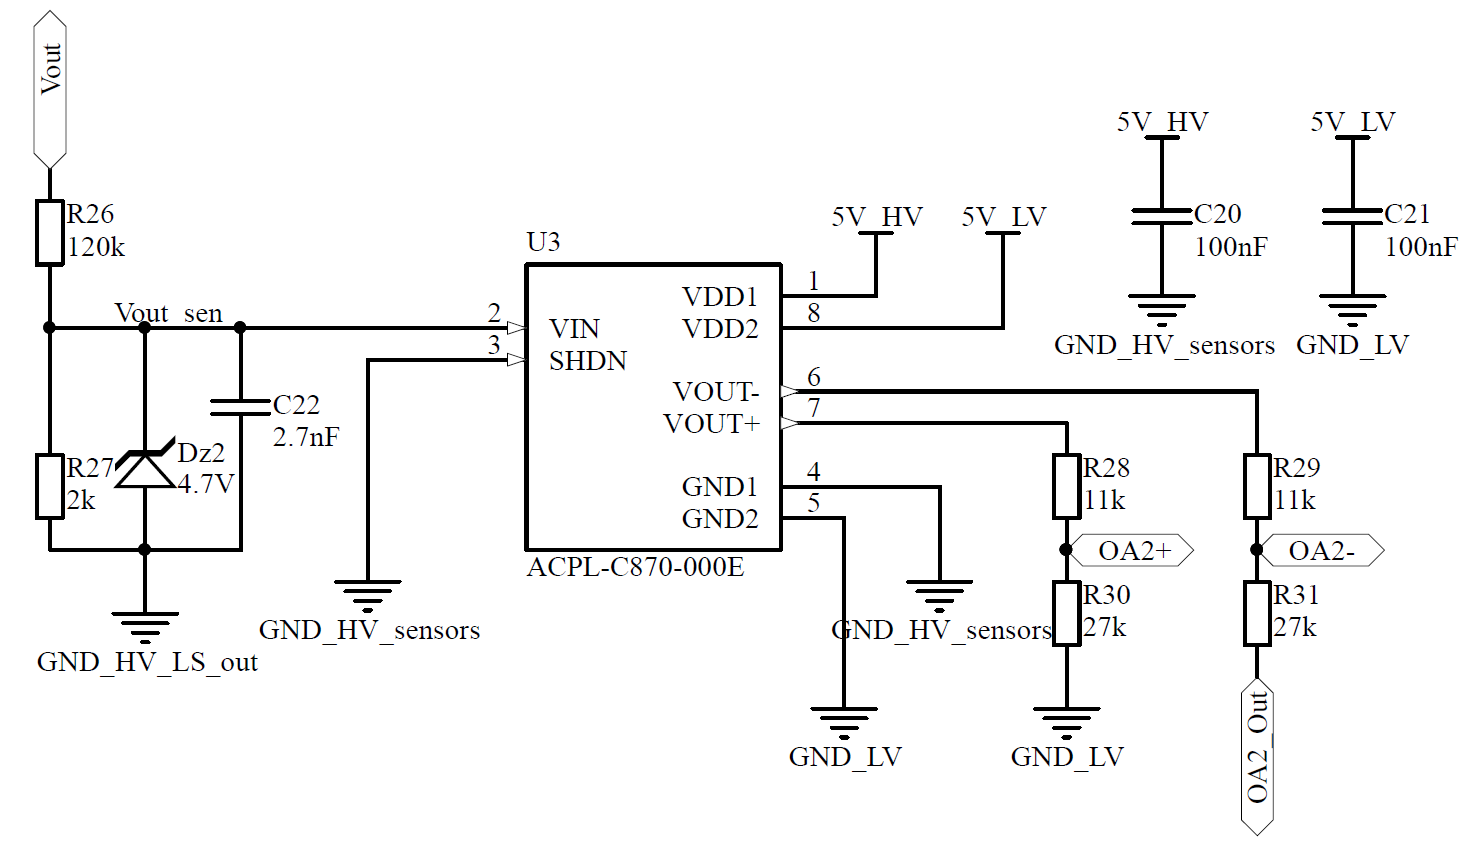 Vout
R26
120k
Vout_sen
R27
2k
Dz2
4.7V
C22
2.7nF
GND_HV_LS_out
GND_HV_sensors
U3
2
3
VIN
SHDN
VDD1
VDD2
VOUT-
VOUT+
GND1
GND2
1
8
6
7
4
5
ACPL-C870-000E
5V_HV
5V_LV
GND_HV_sensors
GND_LV
5V_HV
C20
100nF
GND_HV_sensors
5V_LV
C21
100nF
GND_LV
R28
11k
OA2+
R30
27k
GND_LV
R29
11k
OA2-
R31
27k
OA2_Out